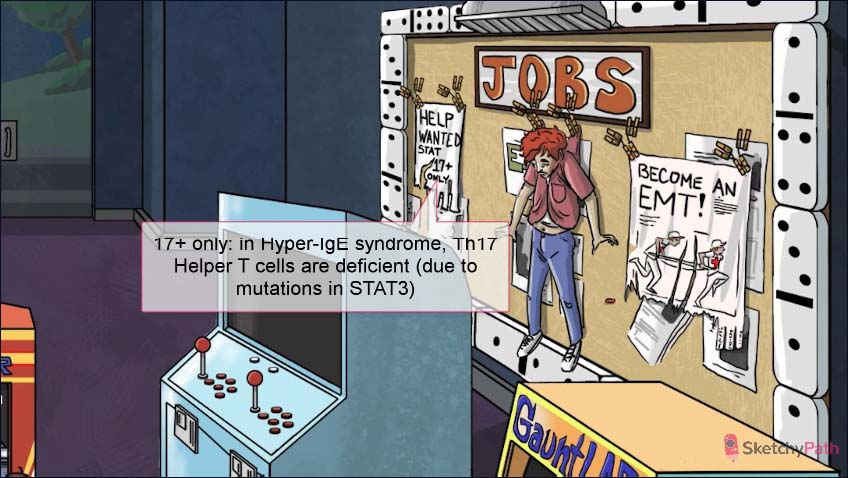 JOBS
HELP
WANTED
STAT
17+
ONLY
E
BECOME AN
EMT!
17+ only: in Hyper-IgE syndrome, Th17
Helper T cells are deficient (due to
mutations in STAT3)
R
Gauntla
SketchyPath